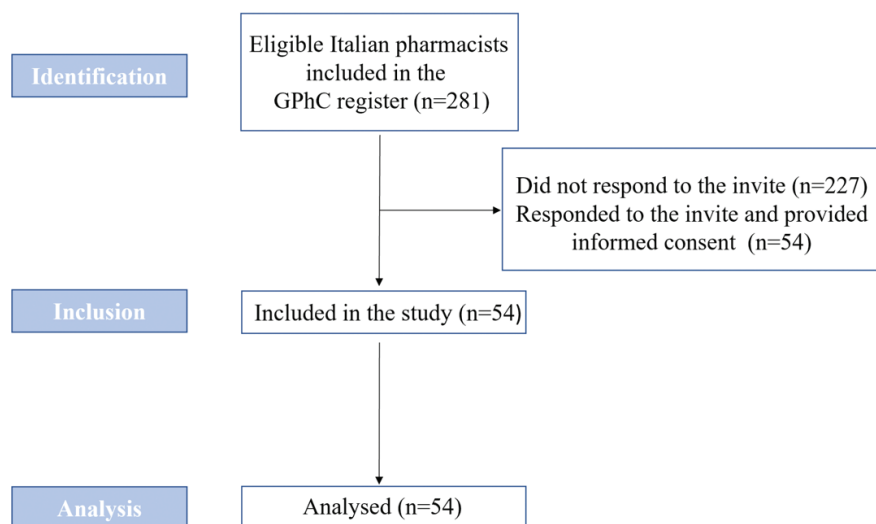 Identification
Eligible Italian pharmacists
included in the
GPhC register (n=281)
Did not respond to the invite (n=227)
Responded to the invite and provided
informed consent (n=54)
Inclusion
Included in the study (n=54)
Analysis
Analysed (n=54)